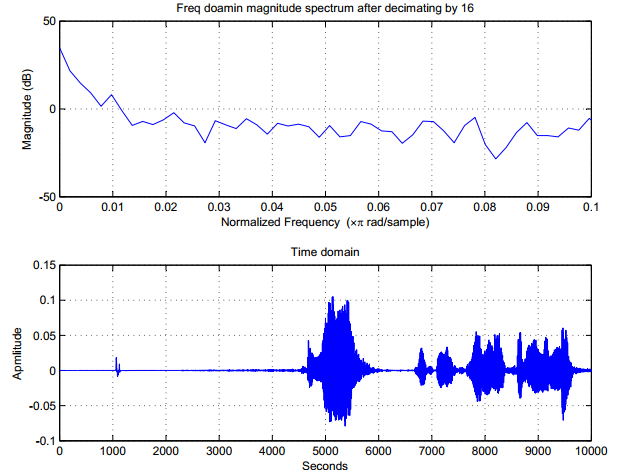 Freq doamin magnitude spectrum after decimating by 16
50
0
-50
Magnitude (dB)
0 0.01 0.02 0.03 0.04 0.05 0.06 0.07 0.08 0.09 0.1
Normalized Frequency (×π rad/sample)
Time domain
0.15
0.1
0.05
0
-0.05
-0.1
Apmlitude
0 1000 2000 3000 4000 5000 6000 7000 8000 9000 10000
Seconds